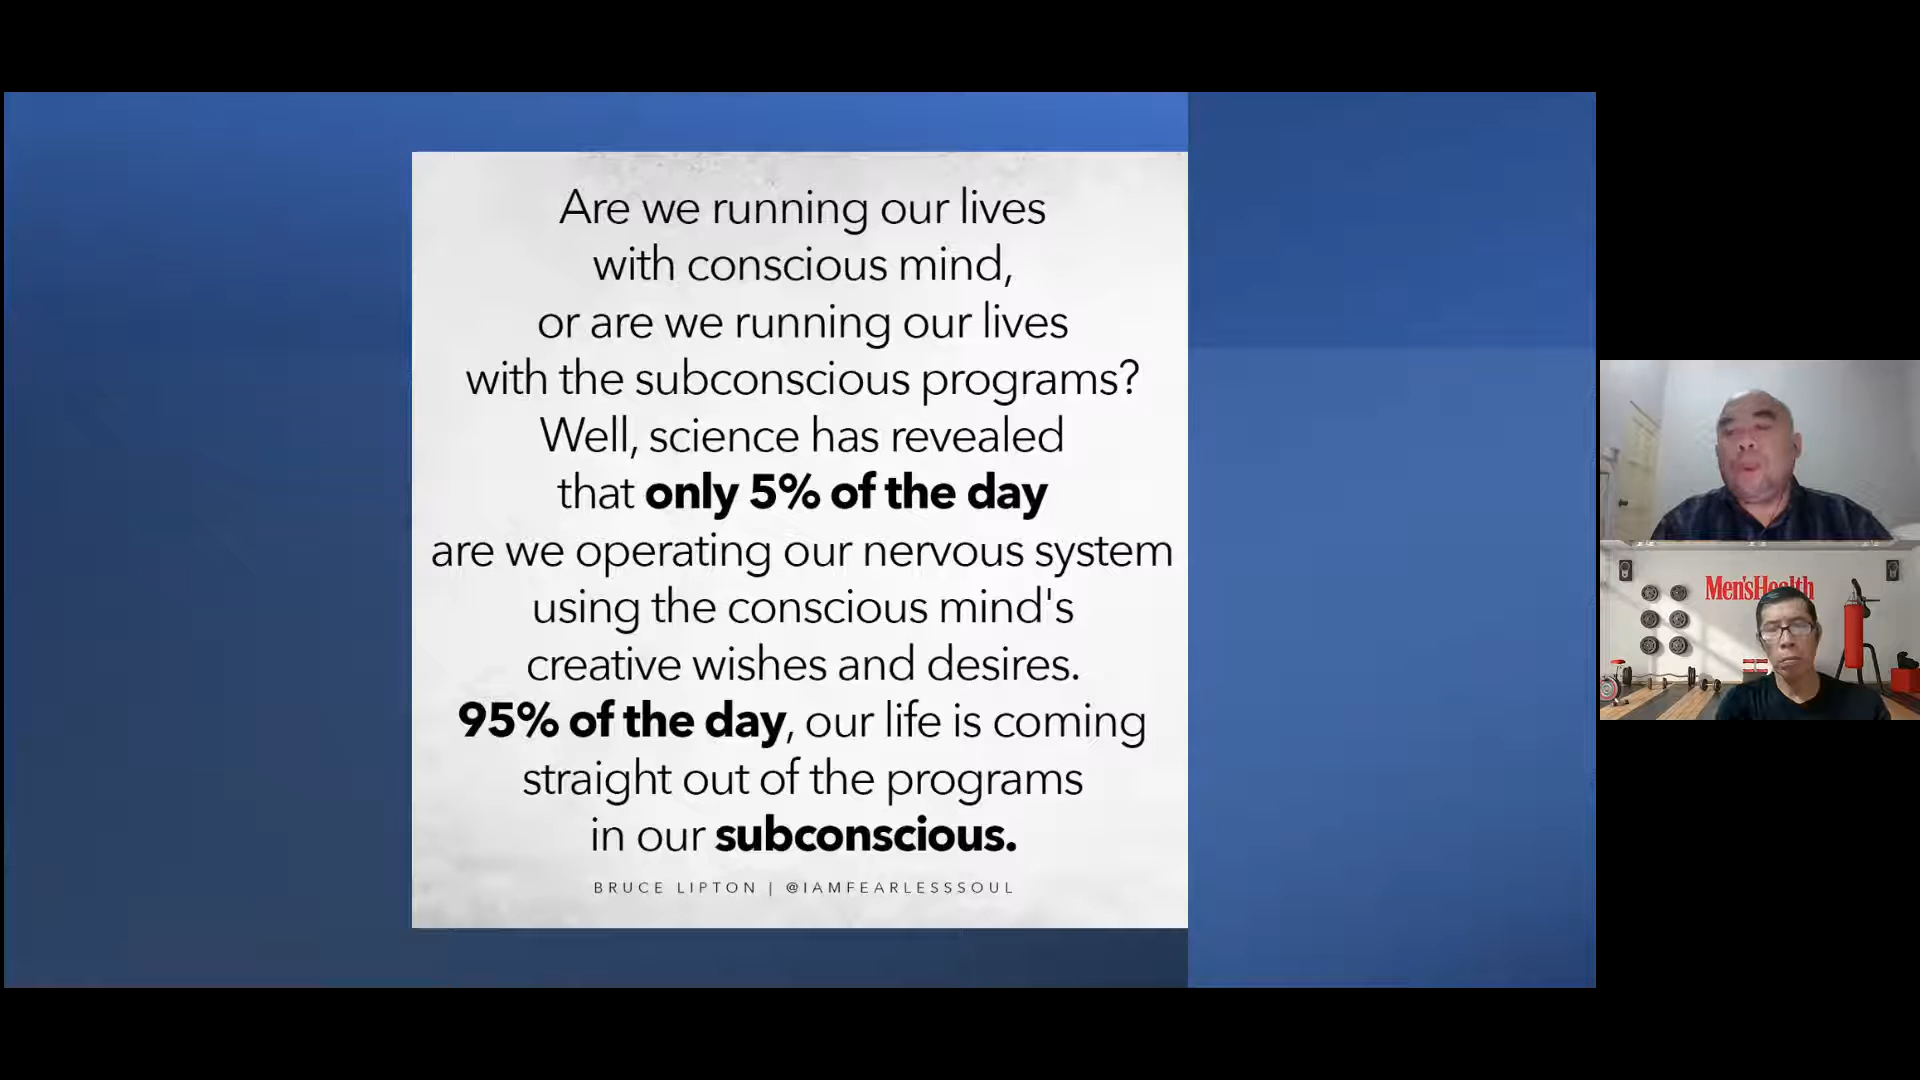 Are we running our lives
with conscious mind,
or are we running our lives
with the subconscious programs?
Well, science has revealed
that only 5% of the day
are we operating our nervous system
using the conscious mind's
creative wishes and desires.
95% of the day, our life is coming
straight out of the programs
in our subconscious.
BRUCE LIPTON | @IAMFEARLESSSOUL
Men'sHealth